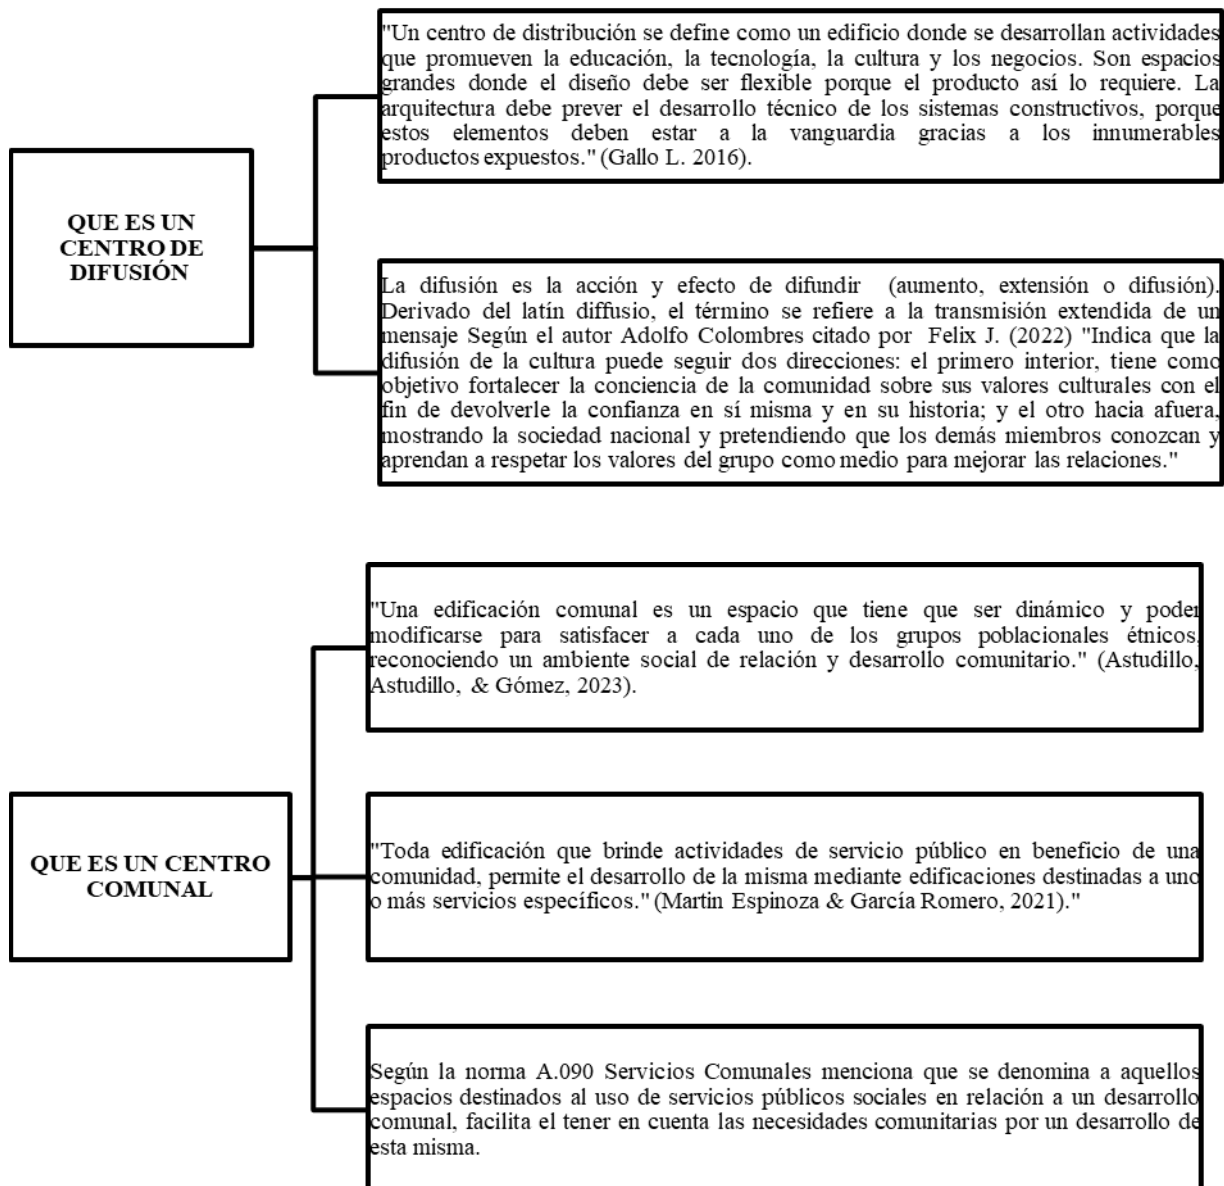 "Un centro de distribución se define como un edificio donde se desarrollan actividades
que promueven la educación, la tecnología, la cultura y los negocios. Son espacios
grandes donde el diseño debe ser flexible porque el producto así lo requiere. La
arquitectura debe prever el desarrollo técnico de los sistemas constructivos, porque
estos elementos deben estar a la vanguardia gracias a los innumerables
productos expuestos." (Gallo L. 2016).
QUE ES UN
CENTRO DE
DIFUSIÓN
La difusión es la acción y efecto de difundir (aumento, extensión o difusión).
Derivado del latín diffusio, el término se refiere a la transmisión extendida de un
mensaje Según el autor Adolfo Colombres citado por Felix J. (2022) "Indica que la
difusión de la cultura puede seguir dos direcciones: el primero interior, tiene como
objetivo fortalecer la conciencia de la comunidad sobre sus valores culturales con el
fin de devolverle la confianza en sí misma y en su historia; y el otro hacia afuera,
mostrando la sociedad nacional y pretendiendo que los demás miembros conozcan y
aprendan a respetar los valores del grupo como medio para mejorar las relaciones."
"Una edificación comunal es un espacio que tiene que ser dinámico y poder
modificarse para satisfacer a cada uno de los grupos poblacionales étnicos,
reconociendo un ambiente social de relación y desarrollo comunitario." (Astudillo,
Astudillo, & Gómez, 2023).
QUE ES UN CENTRO
COMUNAL
"Toda edificación que brinde actividades de servicio público en beneficio de una
comunidad, permite el desarrollo de la misma mediante edificaciones destinadas a uno
o más servicios específicos." (Martin Espinoza & García Romero, 2021)."
Según la norma A.090 Servicios Comunales menciona que se denomina a aquellos
espacios destinados al uso de servicios públicos sociales en relación a un desarrollo
comunal, facilita el tener en cuenta las necesidades comunitarias por un desarrollo de
esta misma.